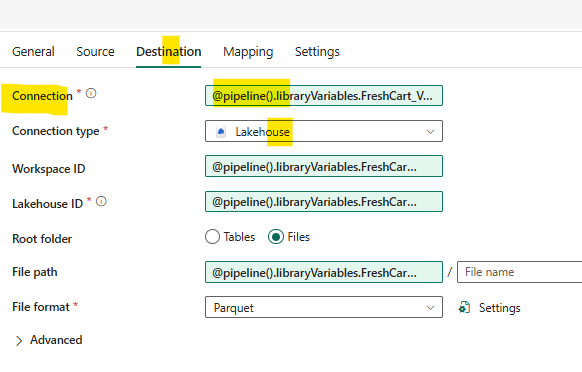 General Source Destination Mapping Settings
Connection * @pipeline().libraryVariables.FreshCart_V...
Connection type * Lakehouse
Workspace ID @pipeline().libraryVariables.FreshCar...
Lakehouse ID * @pipeline().libraryVariables.FreshCar...
Root folder Tables Files
File path @pipeline().libraryVariables.FreshCar... / File name
File format * Parquet Settings
Advanced